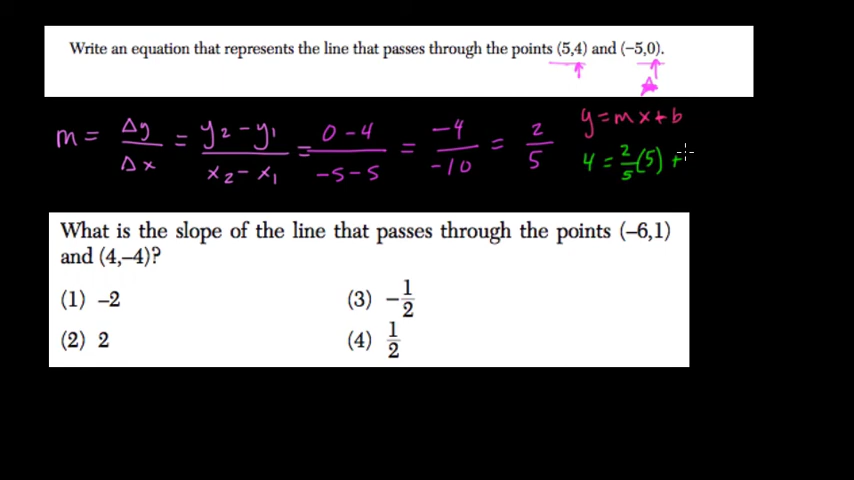 Write an equation that represents the line that passes through the points (5,4) and (−5,0).
m = Δy/Δx = y₂ − y₁/x₂ − x₁ = 0 − 4/−5 − 5 = −4/−10 = 2/5
y = mx + b
4 = 2/5(5) +
What is the slope of the line that passes through the points (−6,1)
and (4,−4)?
(1) −2
(3) −1/2
(2) 2
(4) 1/2